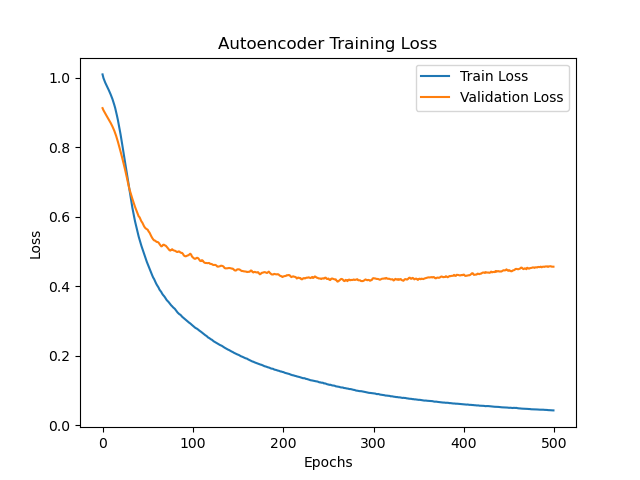 Autoencoder Training Loss
Train Loss
Validation Loss
1.0
0.8
0.6
0.4
0.2
0.0
Loss
0 100 200 300 400 500
Epochs